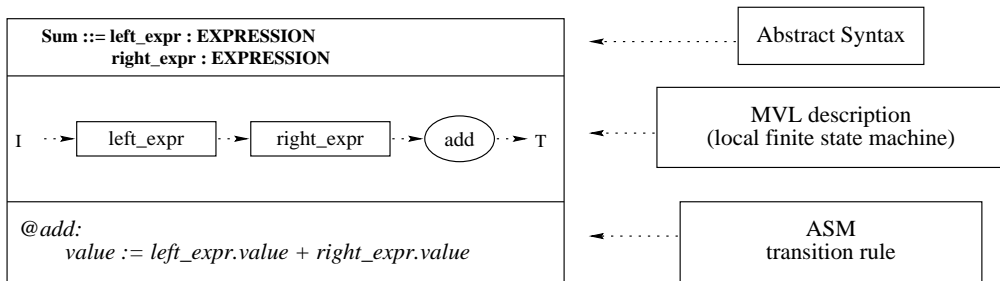 Sum ::= left_expr : EXPRESSION
right_expr : EXPRESSION
Abstract Syntax
I left_expr right_expr add T
MVL description
(local finite state machine)
@add:
value := left_expr.value + right_expr.value
ASM
transition rule